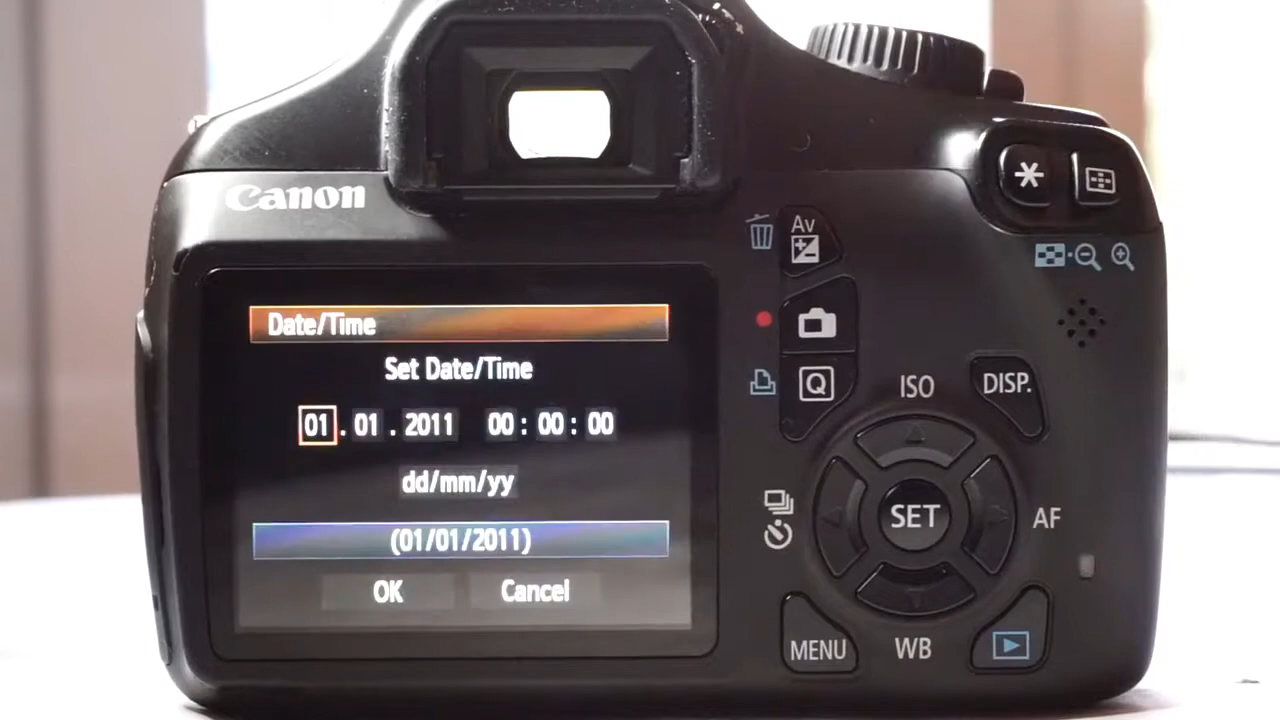 Canon
Date/Time
Set Date/Time
01 . 01 . 2011 00 : 00 : 00
dd/mm/yy
(01/01/2011)
OK Cancel
Av
Q
ISO
DISP.
SET
AF
MENU
WB